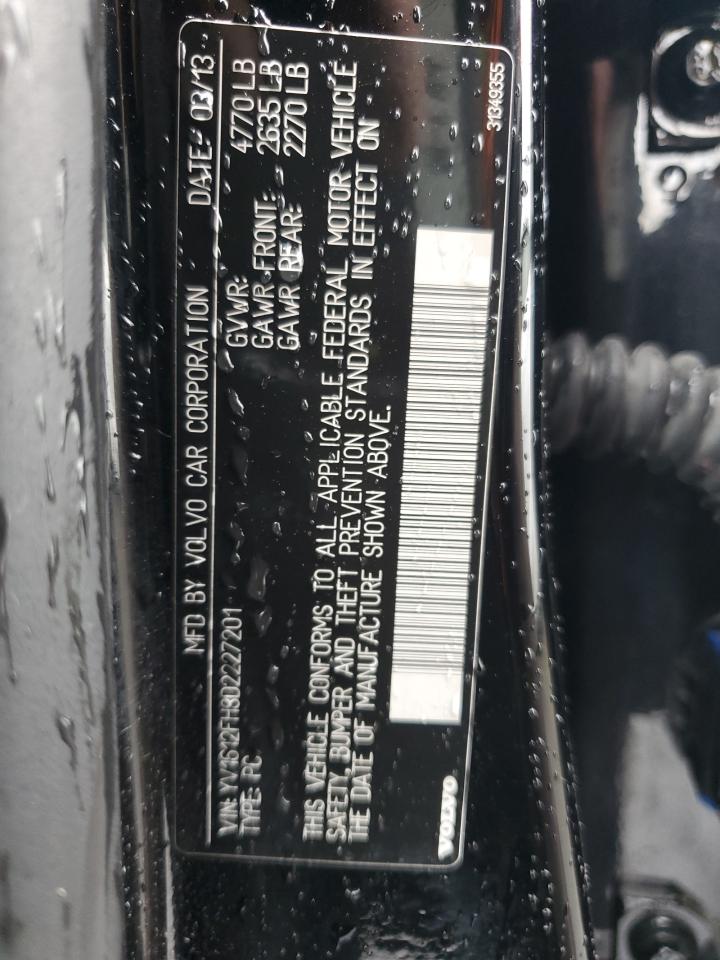 MFD BY VOLVO CAR CORPORATION DATE: 03/13
VIN: YV1612FH8D2227201 GVWR: 4770 LB
TYPE: PC GAWR FRONT: 2635 LB
GAWR REAR: 2270 LB
THIS VEHICLE CONFORMS TO ALL APPLICABLE FEDERAL MOTOR VEHICLE
SAFETY, BUMPER AND THEFT PREVENTION STANDARDS IN EFFECT ON
THE DATE OF MANUFACTURE SHOWN ABOVE.
VOLVO
31349355